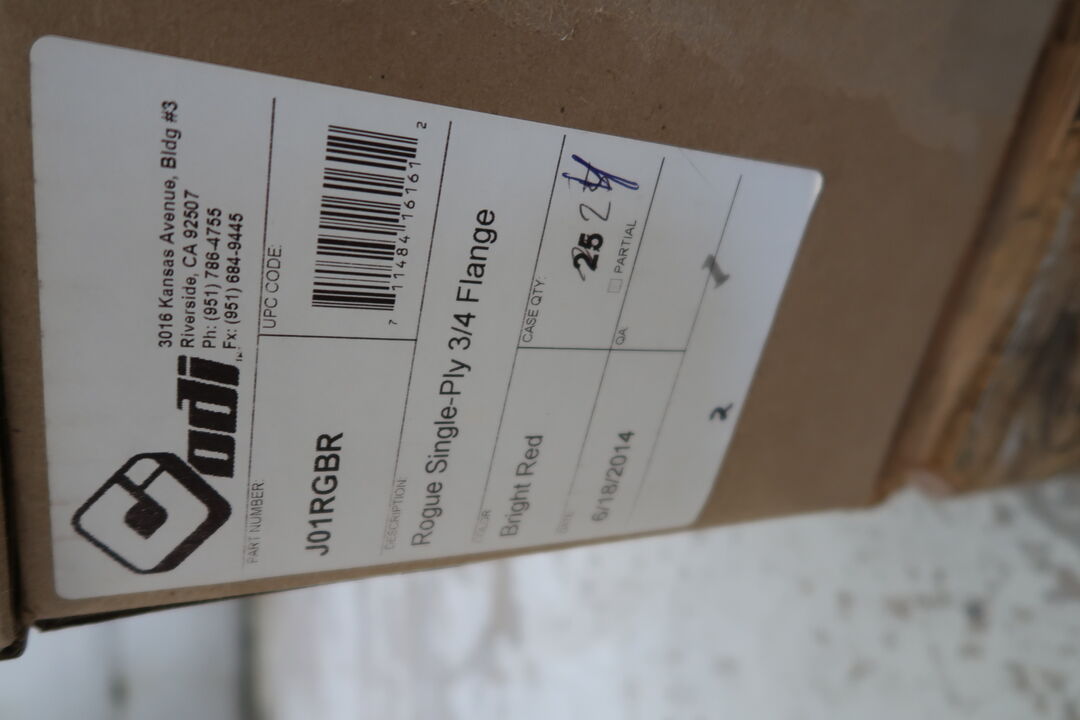 odi
3016 Kansas Avenue, Bldg #3
Riverside, CA 92507
Ph: (951) 786-4755
Fx: (951) 684-9445
PART NUMBER:
J01RGBR
UPC CODE:
7 11484 16161 2
DESCRIPTION:
Rogue Single-Ply 3/4 Flange
COLOR
Bright Red
CASE QTY:
25 2
DATE
6/18/2014
QA
PARTIAL
2